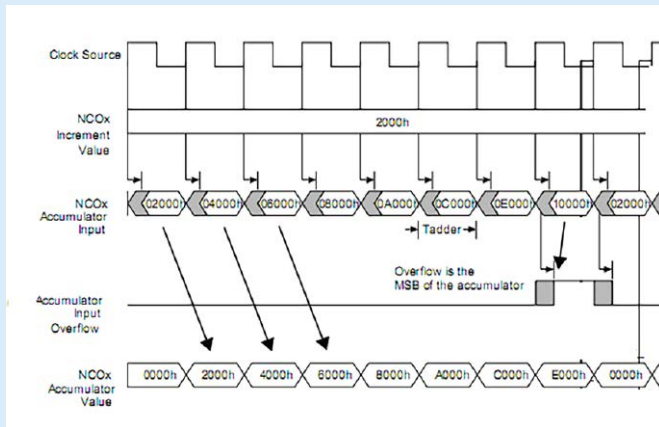 Clock Source
NCOx
Increment
Value
2000h
NCOx
Accumulator
Input
02000h 04000h 06000h 08000h 0A000h 0C000h 0E000h 10000h 02000h
Tadder
Overflow is the
MSB of the accumulator
Accumulator
Input
Overflow
NCOx
Accumulator
Value
0000h 2000h 4000h 6000h 8000h A000h C000h E000h 0000h